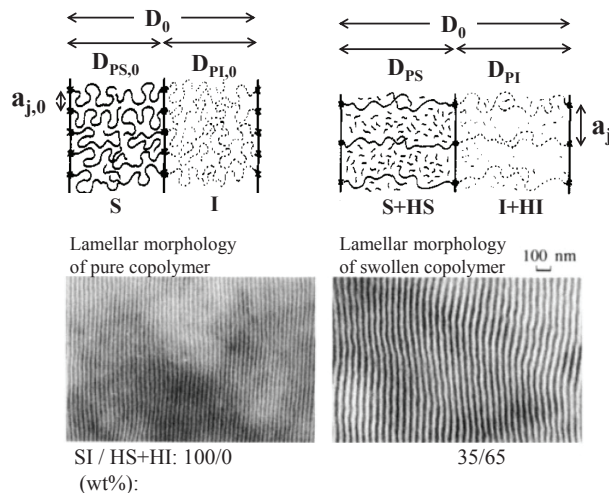 D0 D0
DPS,0 DPI,0 DPS DPI
aj,0 aj
S I S+HS I+HI
Lamellar morphology
of pure copolymer
Lamellar morphology
of swollen copolymer
100 nm
SI / HS+HI: 100/0 35/65
(wt%):